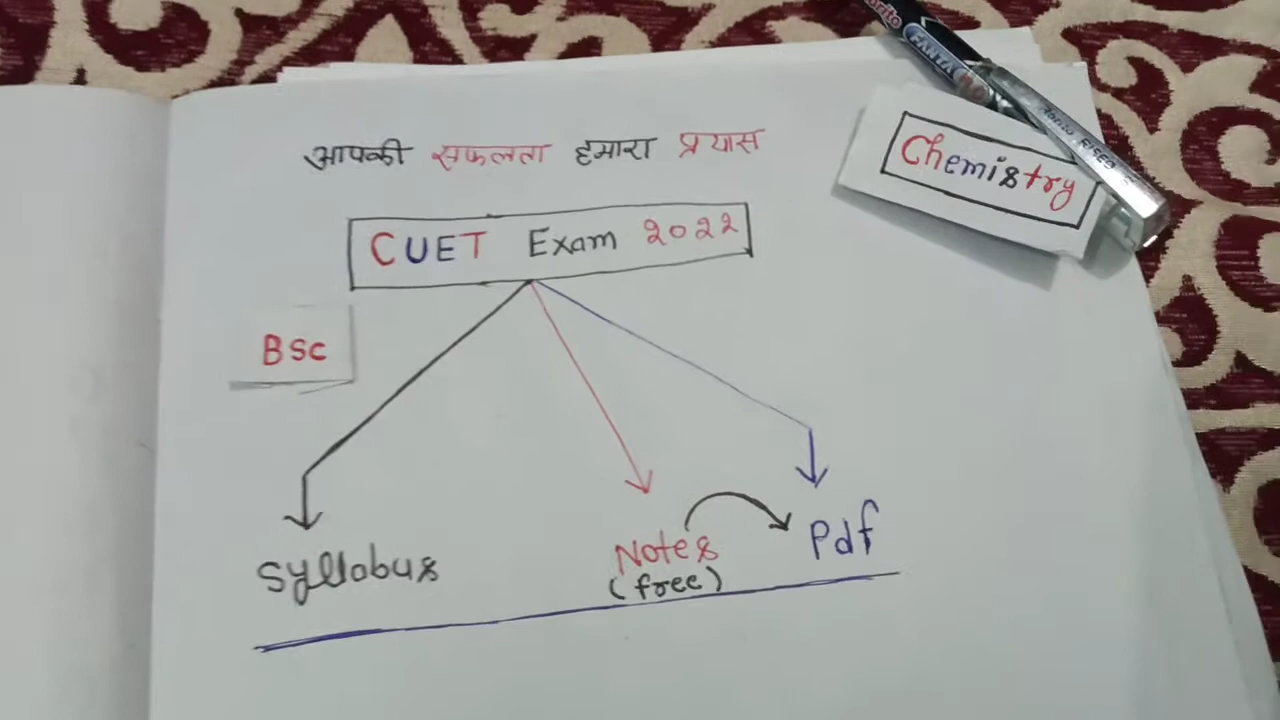 आपकी सफलता हमारा प्रयास
Chemistry
CUET Exam 2022
BSC
Syllabus
Notes
(free)
Pdf